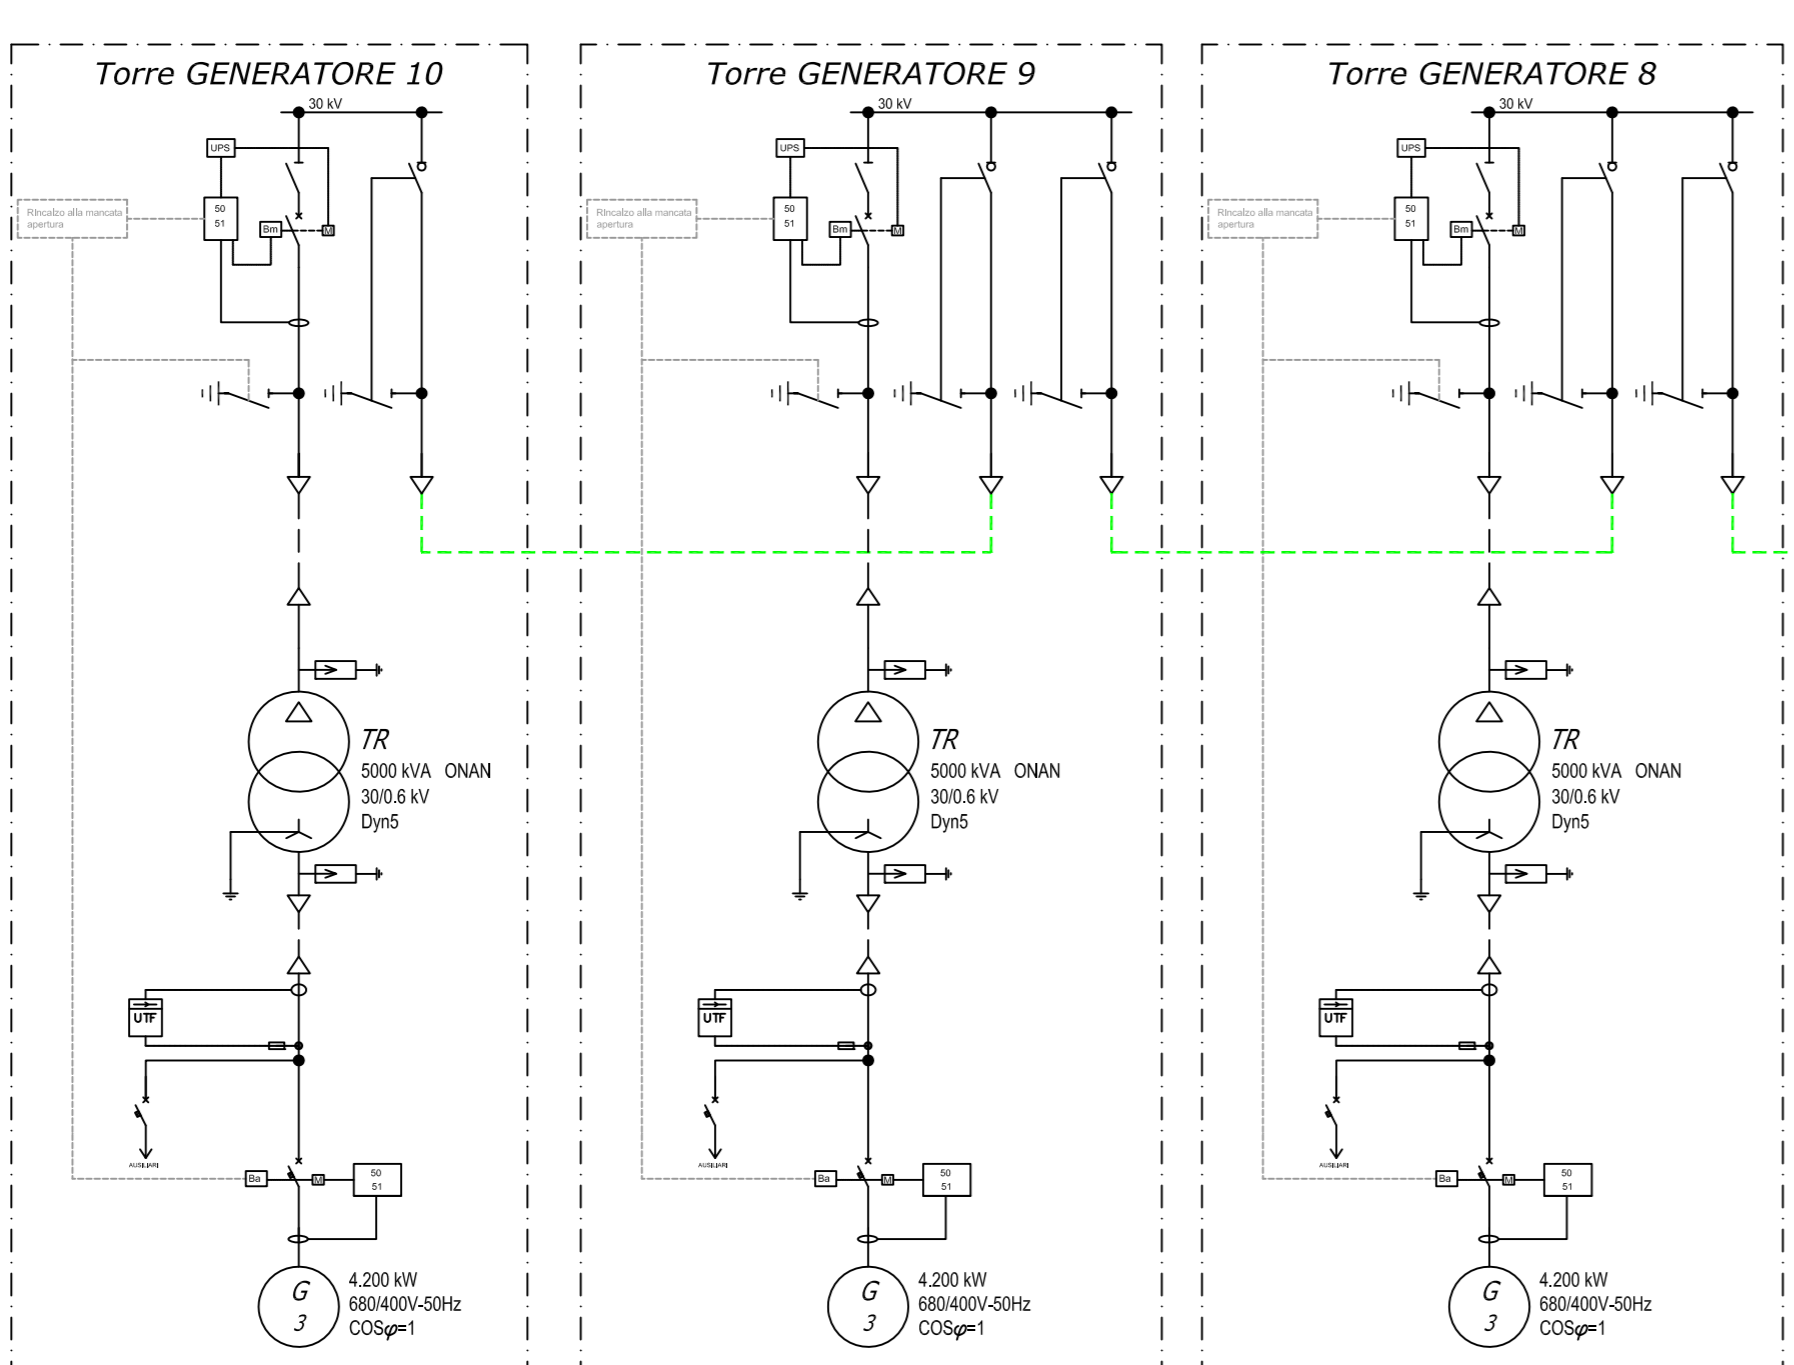 Torre GENERATORE 10
30 kV
UPS
RIncalzo alla mancata
apertura
50
51
Bm
M
TR
5000 kVA ONAN
30/0.6 kV
Dyn5
UTF
AUSILIARI
Ba
M
50
51
G
3
4.200 kW
680/400V-50Hz
COSφ=1
Torre GENERATORE 9
30 kV
UPS
RIncalzo alla mancata
apertura
50
51
Bm
M
TR
5000 kVA ONAN
30/0.6 kV
Dyn5
UTF
AUSILIARI
Ba
M
50
51
G
3
4.200 kW
680/400V-50Hz
COSφ=1
Torre GENERATORE 8
30 kV
UPS
RIncalzo alla mancata
apertura
50
51
Bm
M
TR
5000 kVA ONAN
30/0.6 kV
Dyn5
UTF
AUSILIARI
Ba
M
50
51
G
3
4.200 kW
680/400V-50Hz
COSφ=1